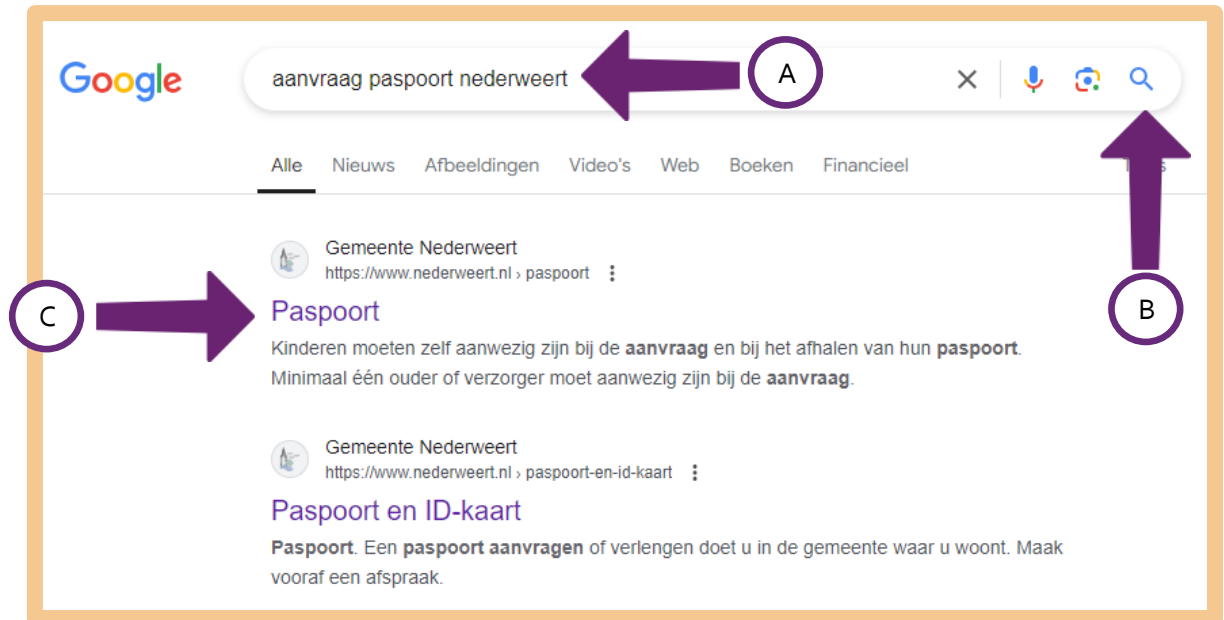 Google
aanvraag paspoort nederweert
A
Alle Nieuws Afbeeldingen Video's Web Boeken Financieel
Gemeente Nederweert
https://www.nederweert.nl › paspoort
B
C
Paspoort
Kinderen moeten zelf aanwezig zijn bij de aanvraag en bij het afhalen van hun paspoort.
Minimaal één ouder of verzorger moet aanwezig zijn bij de aanvraag.
Gemeente Nederweert
https://www.nederweert.nl › paspoort-en-id-kaart
Paspoort en ID-kaart
Paspoort. Een paspoort aanvragen of verlengen doet u in de gemeente waar u woont. Maak
vooraf een afspraak.